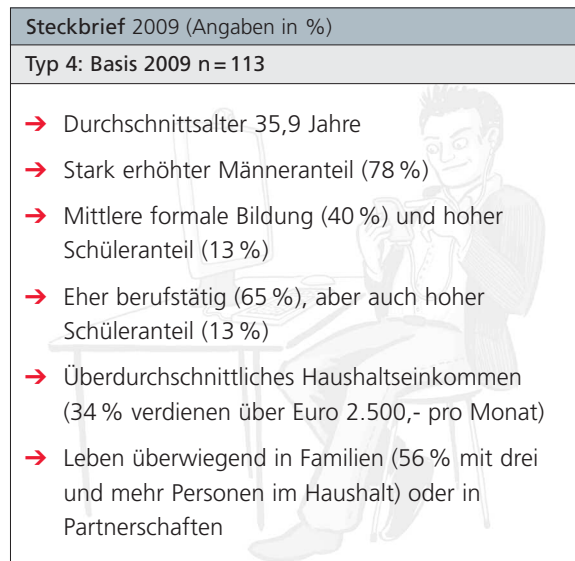 Steckbrief 2009 (Angaben in %)
Typ 4: Basis 2009 n = 113
➔ Durchschnittsalter 35,9 Jahre
➔ Stark erhöhter Männeranteil (78 %)
➔ Mittlere formale Bildung (40 %) und hoher
Schüleranteil (13 %)
➔ Eher berufstätig (65 %), aber auch hoher
Schüleranteil (13 %)
➔ Überdurchschnittliches Haushaltseinkommen
(34 % verdienen über Euro 2.500,- pro Monat)
➔ Leben überwiegend in Familien (56 % mit drei
und mehr Personen im Haushalt) oder in
Partnerschaften